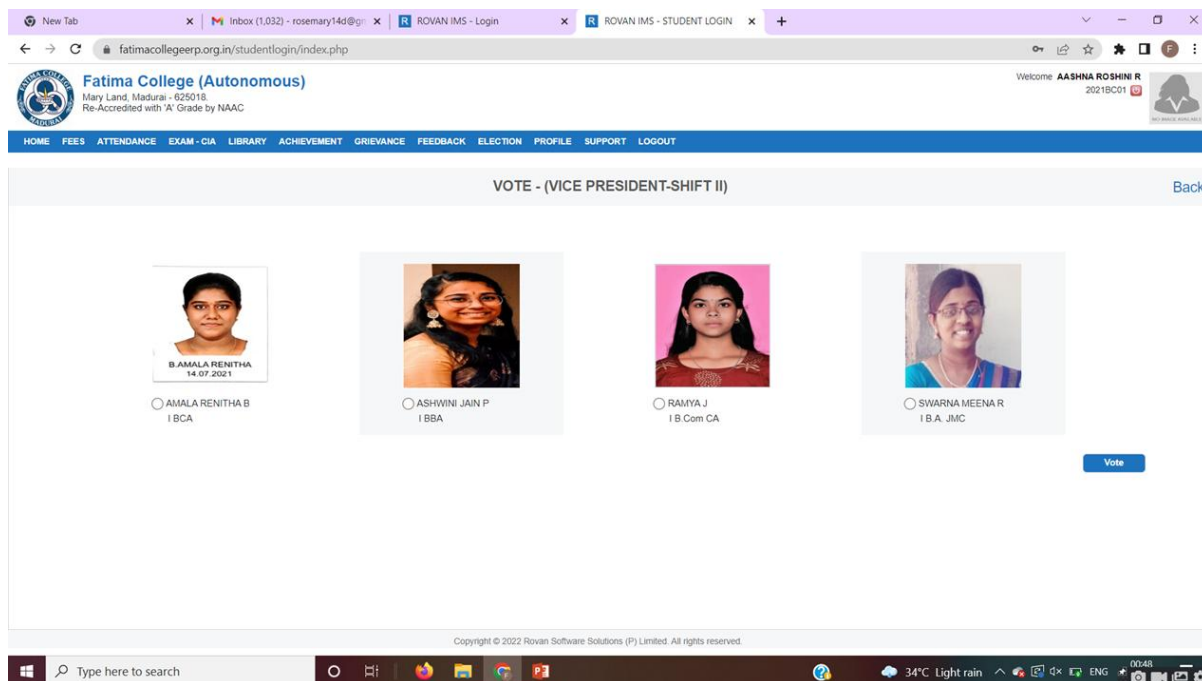 New Tab
Inbox (1,032) - rosemary14d@gm
ROVAN IMS - Login
ROVAN IMS - STUDENT LOGIN
fatimacollegeerp.org.in/studentlogin/index.php
Fatima College (Autonomous)
Mary Land, Madurai - 625018.
Re-Accredited with 'A' Grade by NAAC
Welcome AASHNA ROSHINI R
2021BC01
NO IMAGE AVAILABLE
HOME FEES ATTENDANCE EXAM - CIA LIBRARY ACHIEVEMENT GRIEVANCE FEEDBACK ELECTION PROFILE SUPPORT LOGOUT
VOTE - (VICE PRESIDENT-SHIFT II)
Back
B.AMALA RENITHA
14.07.2021
AMALA RENITHA B
I BCA
ASHWINI JAIN P
I BBA
RAMYA J
I B.Com CA
SWARNA MEENA R
I B.A. JMC
Vote
Copyright © 2022 Rovan Software Solutions (P) Limited. All rights reserved.
Type here to search
34°C Light rain
ENG
00:48